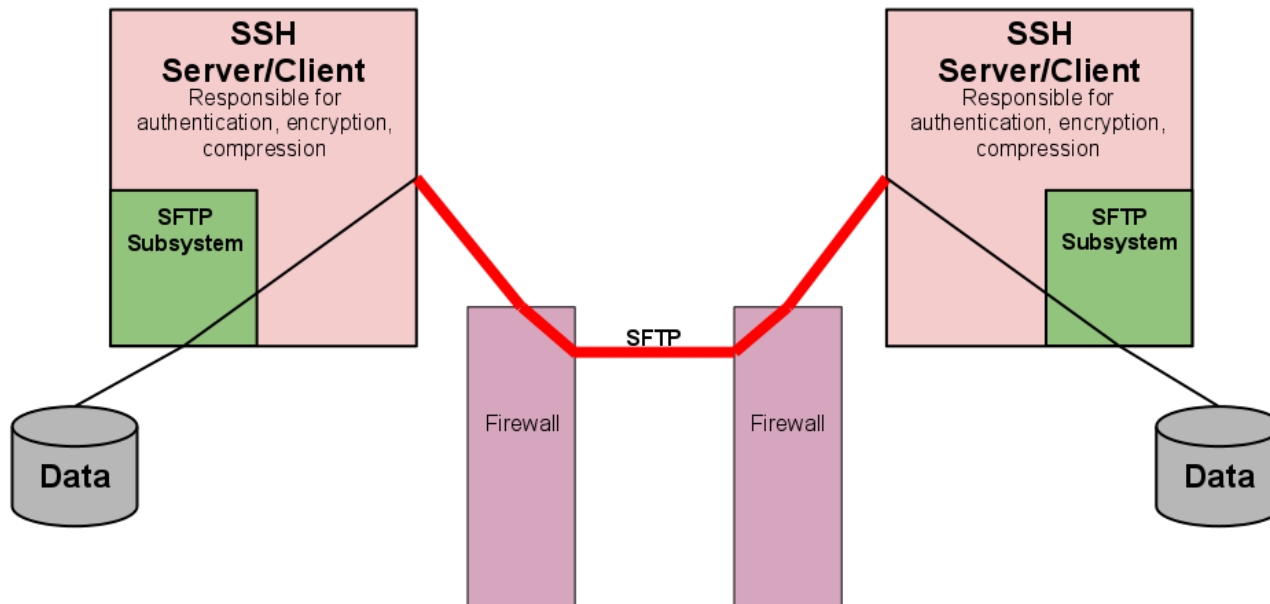 SSH
Server/Client
Responsible for
authentication, encryption,
compression
SFTP
Subsystem
Data
Firewall
SFTP
Firewall
SSH
Server/Client
Responsible for
authentication, encryption,
compression
SFTP
Subsystem
Data